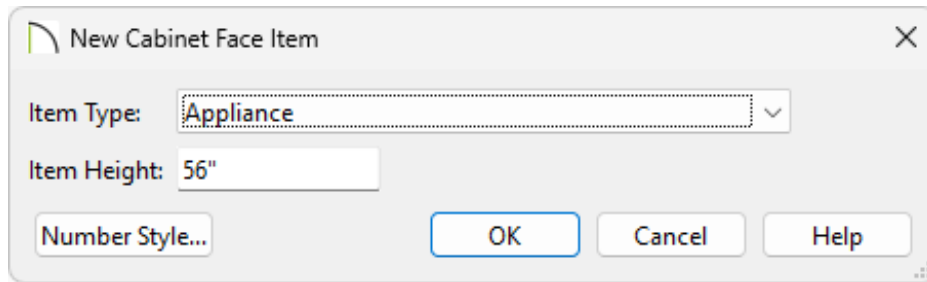 New Cabinet Face Item
Item Type: Appliance
Item Height: 56"
Number Style... OK Cancel Help